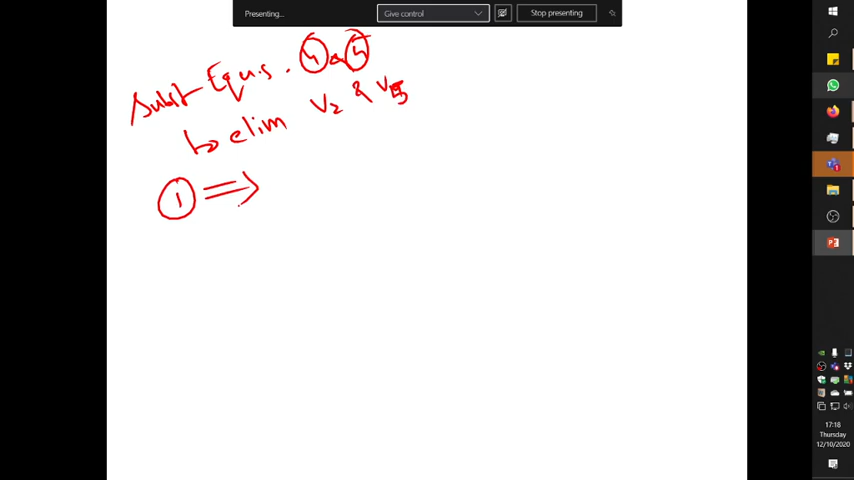 Presenting...
Give control
Stop presenting
Subst Equs. ④ & ⑤
to elim V2 & V5
① ⇒
17:18
Thursday
12/10/2020